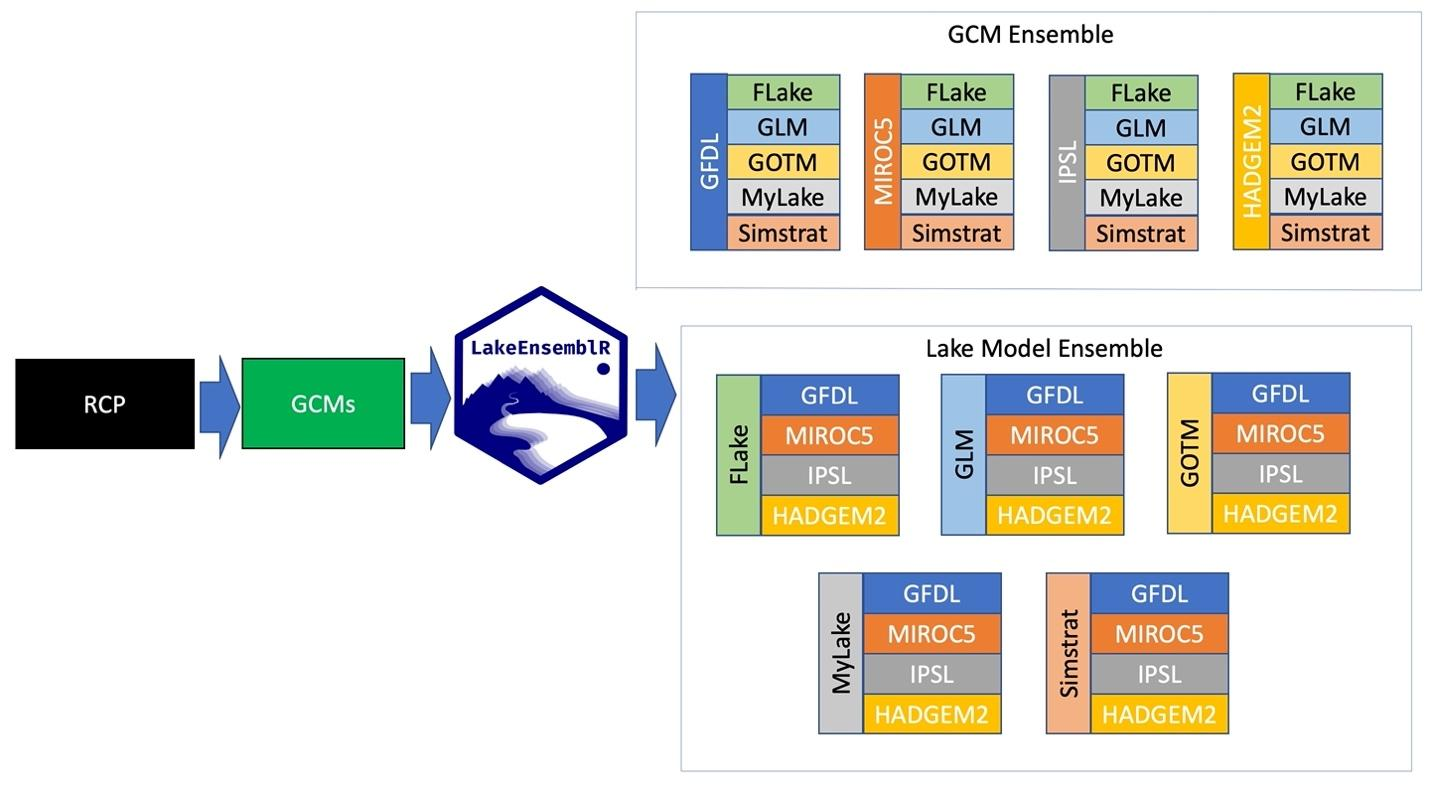 GCM Ensemble
GFDL
FLake
GLM
GOTM
MyLake
Simstrat
MIROC5
FLake
GLM
GOTM
MyLake
Simstrat
IPSL
FLake
GLM
GOTM
MyLake
Simstrat
HADGEM2
FLake
GLM
GOTM
MyLake
Simstrat
RCP
GCMs
LakeEnsemblR
Lake Model Ensemble
FLake
GFDL
MIROC5
IPSL
HADGEM2
GLM
GFDL
MIROC5
IPSL
HADGEM2
GOTM
GFDL
MIROC5
IPSL
HADGEM2
MyLake
GFDL
MIROC5
IPSL
HADGEM2
Simstrat
GFDL
MIROC5
IPSL
HADGEM2